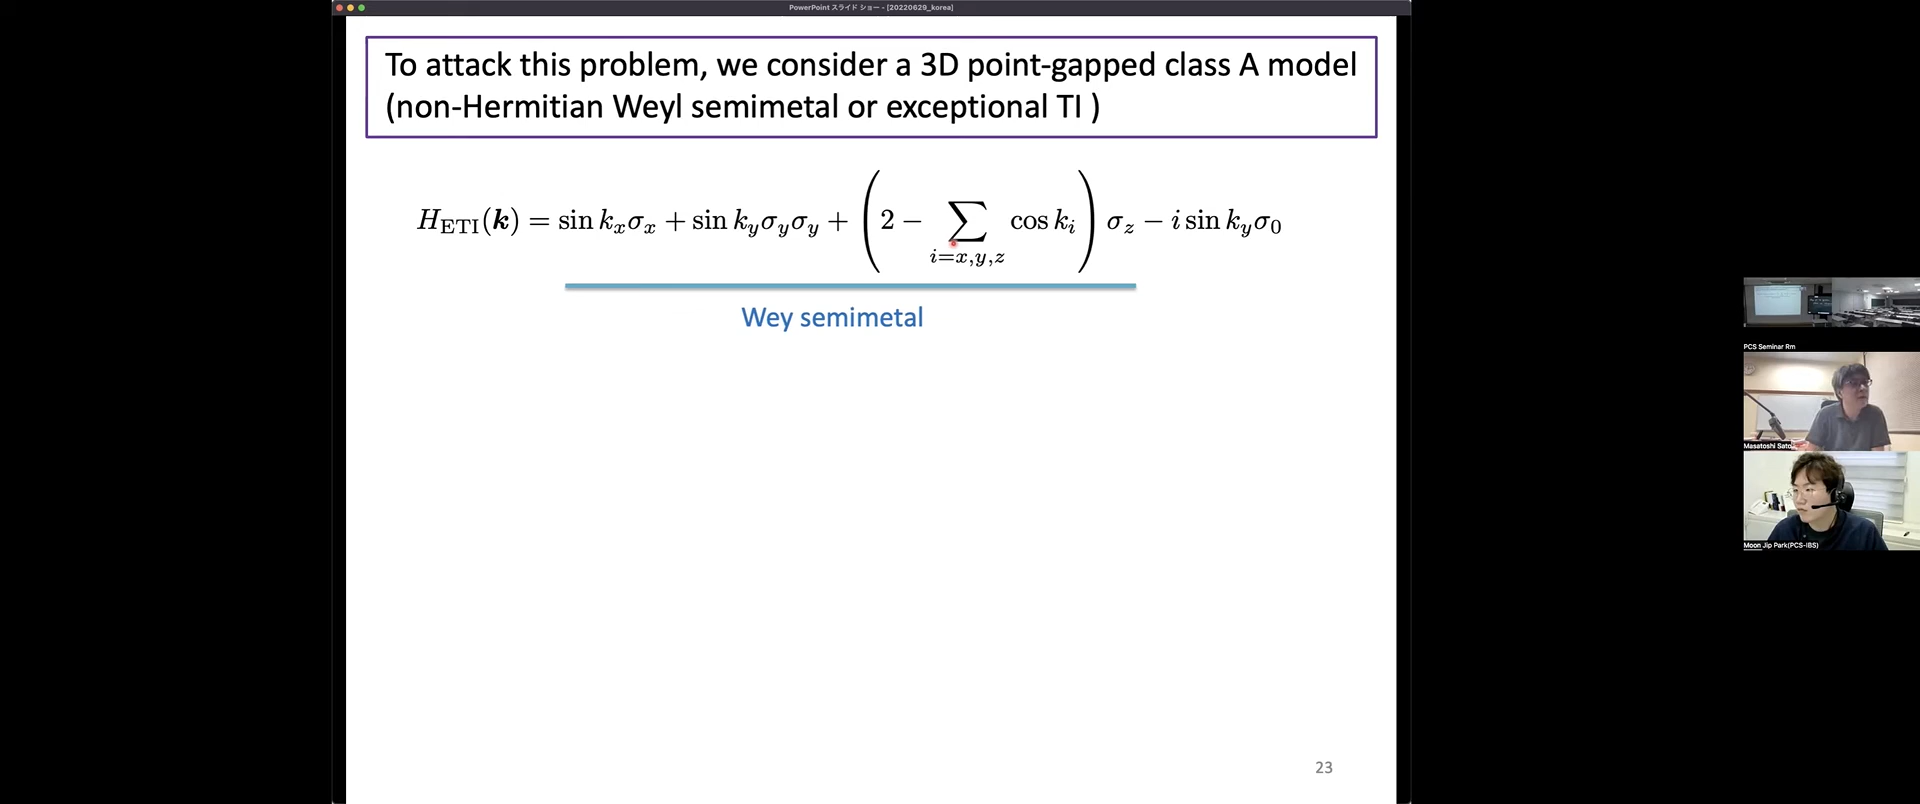 PowerPoint スライド ショー - [20220629_korea]
To attack this problem, we consider a 3D point-gapped class A model
(non-Hermitian Weyl semimetal or exceptional TI )
H_ETI(k) = sin k_x σ_x + sin k_y σ_y σ_y + (2 − ∑_{i=x,y,z} cos k_i) σ_z − i sin k_y σ_0
Wey semimetal
23
PCS Seminar Rm
Masatoshi Sato
Moon Jip Park(PCS-IBS)